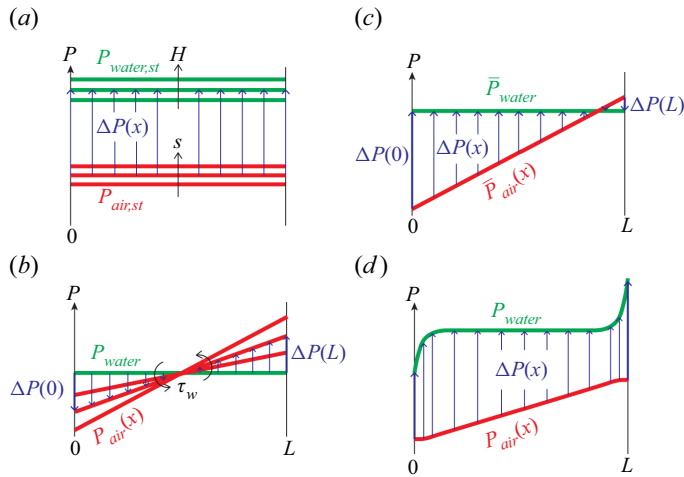 (a)
P
P_water,st
H
ΔP(x)
s
P_air,st
0
(b)
P
P_water
ΔP(L)
ΔP(0)
τ_w
P_air(x)
0
L
(c)
P
P̅_water
ΔP(L)
ΔP(0)
ΔP(x)
P̅_air(x)
0
L
(d)
P
P_water
ΔP(x)
P_air(x)
0
L